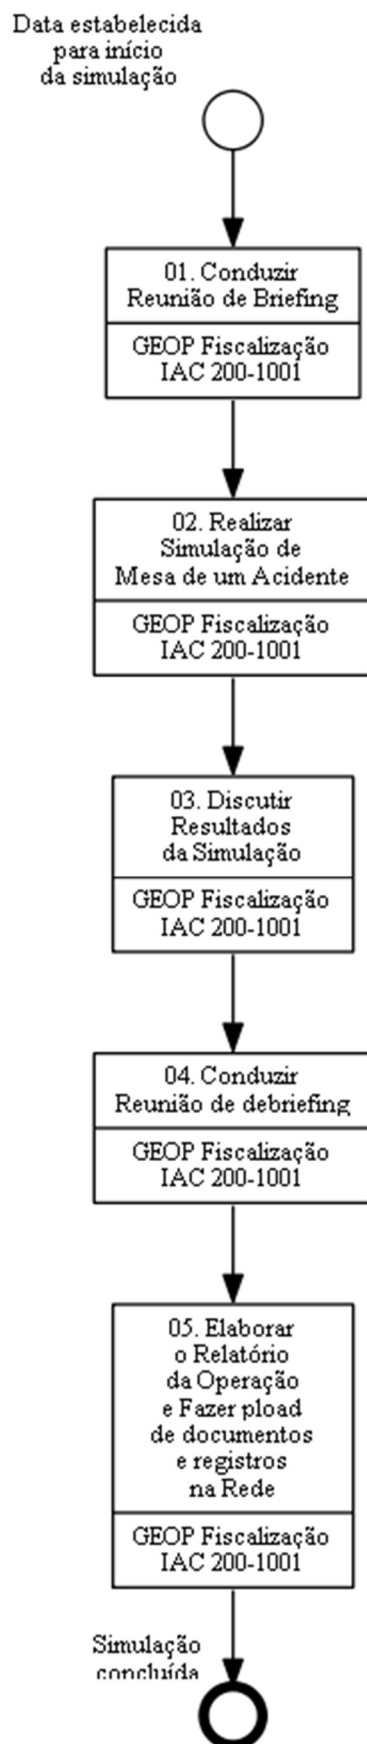 Data estabelecida
para início
da simulação
01. Conduzir
Reunião de Briefing
GEOP Fiscalização
IAC 200-1001
02. Realizar
Simulação de
Mesa de um Acidente
GEOP Fiscalização
IAC 200-1001
03. Discutir
Resultados
da Simulação
GEOP Fiscalização
IAC 200-1001
04. Conduzir
Reunião de debriefing
GEOP Fiscalização
IAC 200-1001
05. Elaborar
o Relatório
da Operação
e Fazer pload
de documentos
e registros
na Rede
GEOP Fiscalização
IAC 200-1001
Simulação
concluída